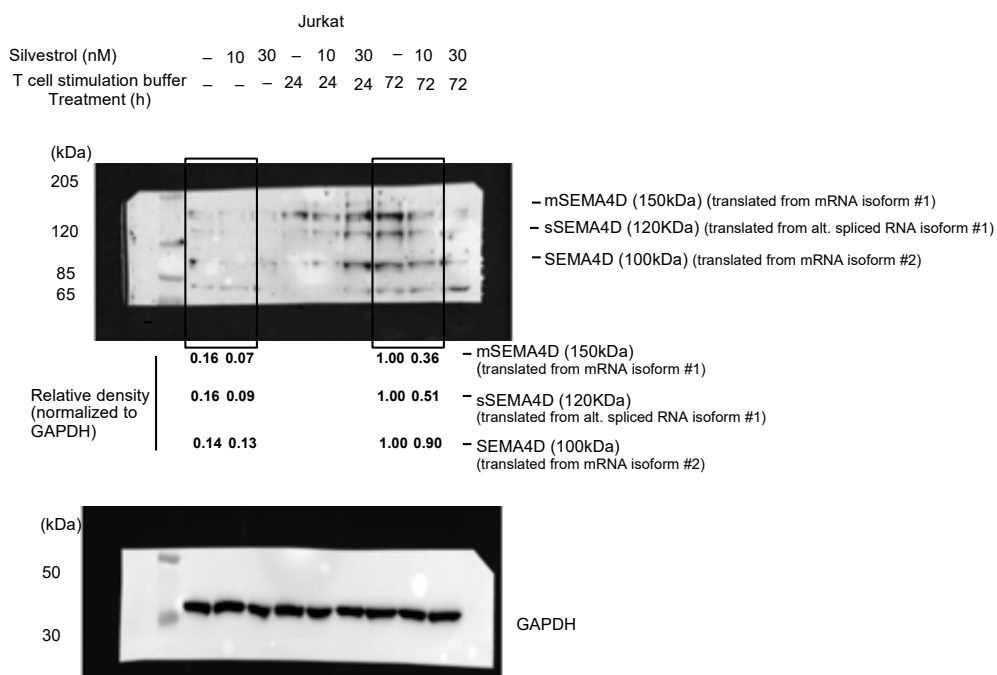 Jurkat
Silvestrol (nM) – 10 30 – 10 30 – 10 30
T cell stimulation buffer – – – 24 24 24 72 72 72
Treatment (h)
(kDa)
205
120
85
65
– mSEMA4D (150kDa) (translated from mRNA isoform #1)
– sSEMA4D (120KDa) (translated from alt. spliced RNA isoform #1)
– SEMA4D (100kDa) (translated from mRNA isoform #2)
Relative density
(normalized to
GAPDH)
0.16 0.07 1.00 0.36 – mSEMA4D (150kDa)
(translated from mRNA isoform #1)
0.16 0.09 1.00 0.51 – sSEMA4D (120KDa)
(translated from alt. spliced RNA isoform #1)
0.14 0.13 1.00 0.90 – SEMA4D (100kDa)
(translated from mRNA isoform #2)
(kDa)
50
30
GAPDH